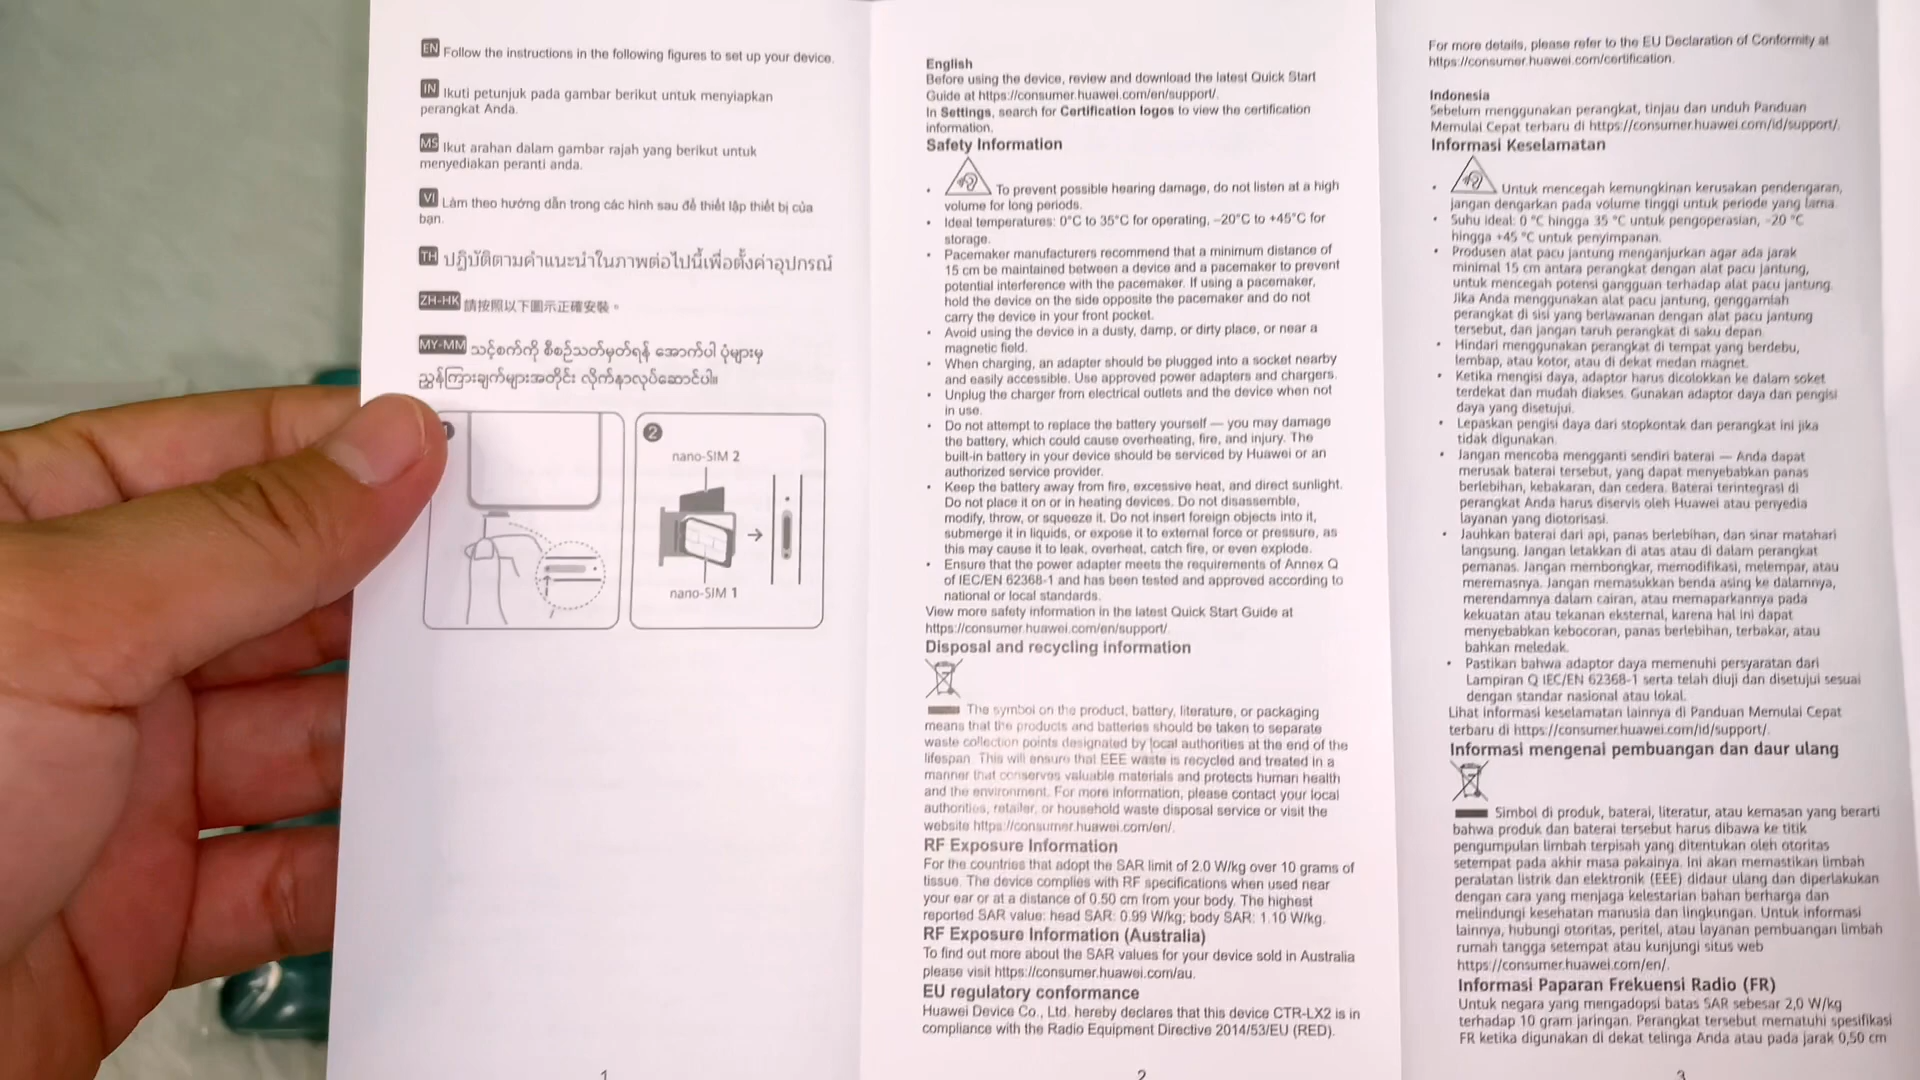 EN Follow the instructions in the following figures to set up your device.
IN Ikuti petunjuk pada gambar berikut untuk menyiapkan
perangkat Anda.
MS Ikut arahan dalam gambar rajah yang berikut untuk
menyediakan peranti anda.
VI Làm theo hướng dẫn trong các hình sau để thiết lập thiết bị của
bạn.
TH ปฏิบัติตามคำแนะนำในภาพต่อไปนี้เพื่อตั้งค่าอุปกรณ์
ZH-HK 請按照以下圖示正確安裝。
MY-MM သင့်စက်ကို စီစဉ်သတ်မှတ်ရန် အောက်ပါ ပုံများမှ
ညွှန်ကြားချက်များအတိုင်း လိုက်နာလုပ်ဆောင်ပါ။
2
nano-SIM 2
nano-SIM 1
1
English
Before using the device, review and download the latest Quick Start
Guide at https://consumer.huawei.com/en/support/.
In Settings, search for Certification logos to view the certification
information.
Safety Information
• To prevent possible hearing damage, do not listen at a high
volume for long periods.
• Ideal temperatures: 0°C to 35°C for operating, –20°C to +45°C for
storage.
• Pacemaker manufacturers recommend that a minimum distance of
15 cm be maintained between a device and a pacemaker to prevent
potential interference with the pacemaker. If using a pacemaker,
hold the device on the side opposite the pacemaker and do not
carry the device in your front pocket.
• Avoid using the device in a dusty, damp, or dirty place, or near a
magnetic field.
• When charging, an adapter should be plugged into a socket nearby
and easily accessible. Use approved power adapters and chargers.
• Unplug the charger from electrical outlets and the device when not
in use.
• Do not attempt to replace the battery yourself — you may damage
the battery, which could cause overheating, fire, and injury. The
built-in battery in your device should be serviced by Huawei or an
authorized service provider.
• Keep the battery away from fire, excessive heat, and direct sunlight.
Do not place it on or in heating devices. Do not disassemble,
modify, throw, or squeeze it. Do not insert foreign objects into it,
submerge it in liquids, or expose it to external force or pressure, as
this may cause it to leak, overheat, catch fire, or even explode.
• Ensure that the power adapter meets the requirements of Annex Q
of IEC/EN 62368-1 and has been tested and approved according to
national or local standards.
View more safety information in the latest Quick Start Guide at
https://consumer.huawei.com/en/support/.
Disposal and recycling information
The symbol on the product, battery, literature, or packaging
means that the products and batteries should be taken to separate
waste collection points designated by local authorities at the end of the
lifespan. This will ensure that EEE waste is recycled and treated in a
manner that conserves valuable materials and protects human health
and the environment. For more information, please contact your local
authorities, retailer, or household waste disposal service or visit the
website https://consumer.huawei.com/en/.
RF Exposure Information
For the countries that adopt the SAR limit of 2.0 W/kg over 10 grams of
tissue. The device complies with RF specifications when used near
your ear or at a distance of 0.50 cm from your body. The highest
reported SAR value: head SAR: 0.99 W/kg; body SAR: 1.10 W/kg.
RF Exposure Information (Australia)
To find out more about the SAR values for your device sold in Australia
please visit https://consumer.huawei.com/au.
EU regulatory conformance
Huawei Device Co., Ltd. hereby declares that this device CTR-LX2 is in
compliance with the Radio Equipment Directive 2014/53/EU (RED).
2
For more details, please refer to the EU Declaration of Conformity at
https://consumer.huawei.com/certification.
Indonesia
Sebelum menggunakan perangkat, tinjau dan unduh Panduan
Memulai Cepat terbaru di https://consumer.huawei.com/id/support/.
Informasi Keselamatan
• Untuk mencegah kemungkinan kerusakan pendengaran,
jangan dengarkan pada volume tinggi untuk periode yang lama.
• Suhu ideal: 0 °C hingga 35 °C untuk pengoperasian, -20 °C
hingga +45 °C untuk penyimpanan.
• Produsen alat pacu jantung menganjurkan agar ada jarak
minimal 15 cm antara perangkat dengan alat pacu jantung,
untuk mencegah potensi gangguan terhadap alat pacu jantung.
Jika Anda menggunakan alat pacu jantung, genggamlah
perangkat di sisi yang berlawanan dengan alat pacu jantung
tersebut, dan jangan taruh perangkat di saku depan.
• Hindari menggunakan perangkat di tempat yang berdebu,
lembap, atau kotor, atau di dekat medan magnet.
• Ketika mengisi daya, adaptor harus dicolokkan ke dalam soket
terdekat dan mudah diakses. Gunakan adaptor daya dan pengisi
daya yang disetujui.
• Lepaskan pengisi daya dari stopkontak dan perangkat ini jika
tidak digunakan.
• Jangan mencoba mengganti sendiri baterai — Anda dapat
merusak baterai tersebut, yang dapat menyebabkan panas
berlebihan, kebakaran, dan cedera. Baterai terintegrasi di
perangkat Anda harus diservis oleh Huawei atau penyedia
layanan yang diotorisasi.
• Jauhkan baterai dari api, panas berlebihan, dan sinar matahari
langsung. Jangan letakkan di atas atau di dalam perangkat
pemanas. Jangan membongkar, memodifikasi, melempar, atau
meremasnya. Jangan memasukkan benda asing ke dalamnya,
merendamnya dalam cairan, atau memaparkannya pada
kekuatan atau tekanan eksternal, karena hal ini dapat
menyebabkan kebocoran, panas berlebihan, terbakar, atau
bahkan meledak.
• Pastikan bahwa adaptor daya memenuhi persyaratan dari
Lampiran Q IEC/EN 62368-1 serta telah diuji dan disetujui sesuai
dengan standar nasional atau lokal.
Lihat informasi keselamatan lainnya di Panduan Memulai Cepat
terbaru di https://consumer.huawei.com/id/support/.
Informasi mengenai pembuangan dan daur ulang
Simbol di produk, baterai, literatur, atau kemasan yang berarti
bahwa produk dan baterai tersebut harus dibawa ke titik
pengumpulan limbah terpisah yang ditentukan oleh otoritas
setempat pada akhir masa pakainya. Ini akan memastikan limbah
peralatan listrik dan elektronik (EEE) didaur ulang dan diperlakukan
dengan cara yang menjaga kelestarian bahan berharga dan
melindungi kesehatan manusia dan lingkungan. Untuk informasi
lainnya, hubungi otoritas, peritel, atau layanan pembuangan limbah
rumah tangga setempat atau kunjungi situs web
https://consumer.huawei.com/en/.
Informasi Paparan Frekuensi Radio (FR)
Untuk negara yang mengadopsi batas SAR sebesar 2,0 W/kg
terhadap 10 gram jaringan. Perangkat tersebut mematuhi spesifikasi
FR ketika digunakan di dekat telinga Anda atau pada jarak 0,50 cm
3